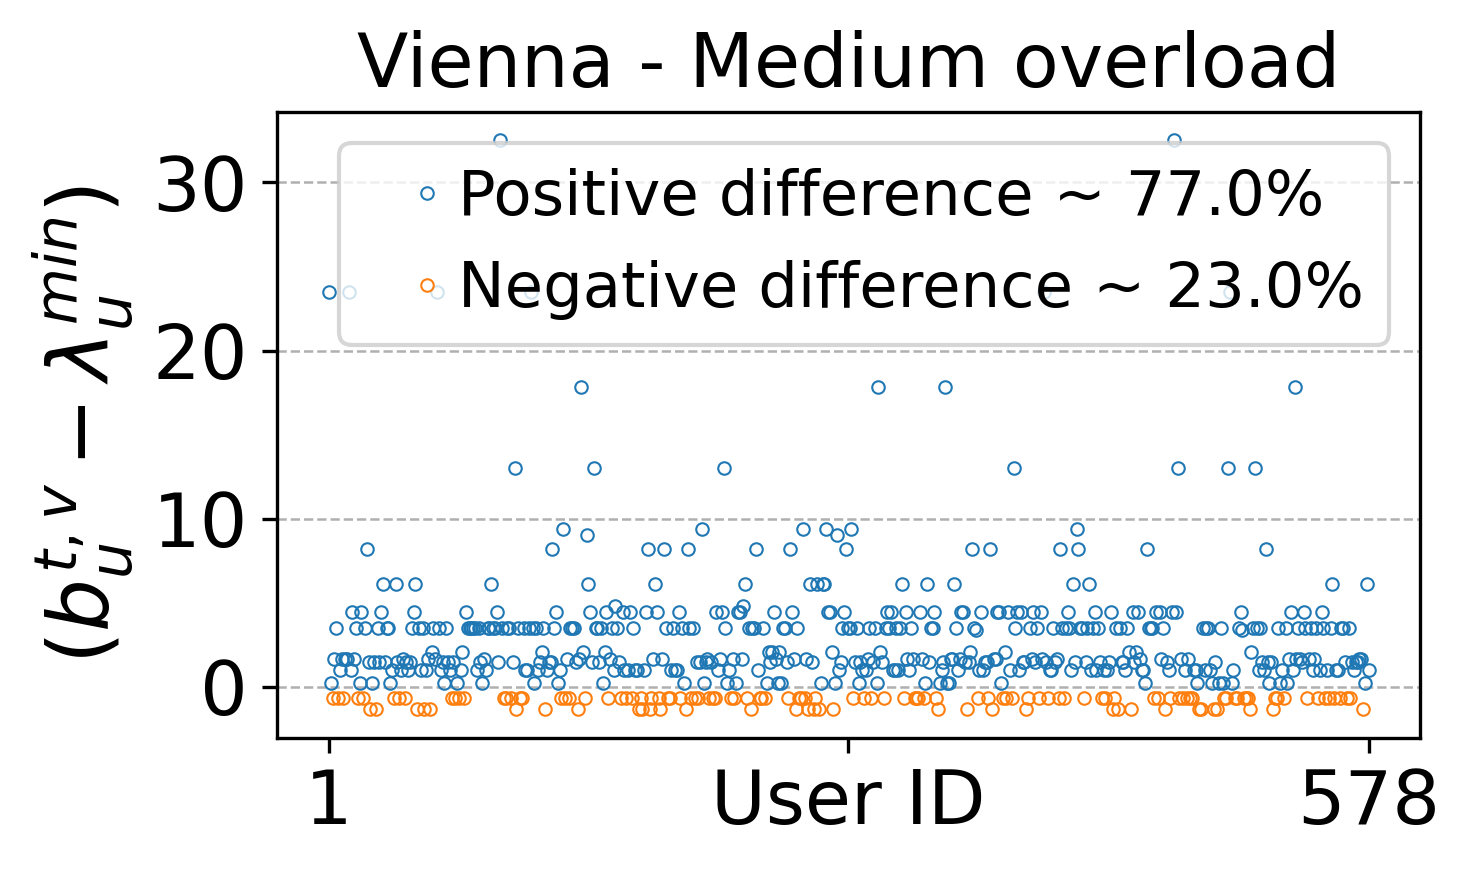 Vienna - Medium overload
(b_u^{t, v} − λ_u^{min})
30
20
10
0
Positive difference ~ 77.0%
Negative difference ~ 23.0%
1
User ID
578